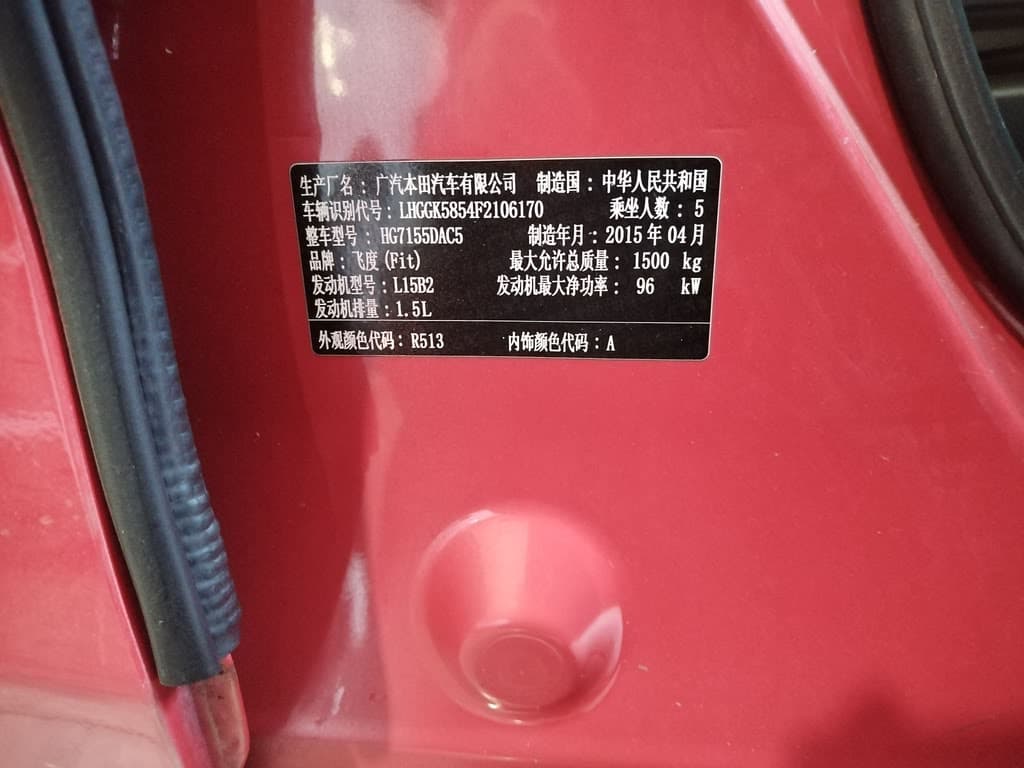 生产厂名：广汽本田汽车有限公司 制造国：中华人民共和国
车辆识别代号：LHGGK5854F2106170 乘坐人数：5
整车型号：HG7155DAC5 制造年月：2015年04月
品牌：飞度(Fit) 最大允许总质量：1500 kg
发动机型号：L15B2 发动机最大净功率：96 kW
发动机排量：1.5L
外观颜色代码：R513 内饰颜色代码：A